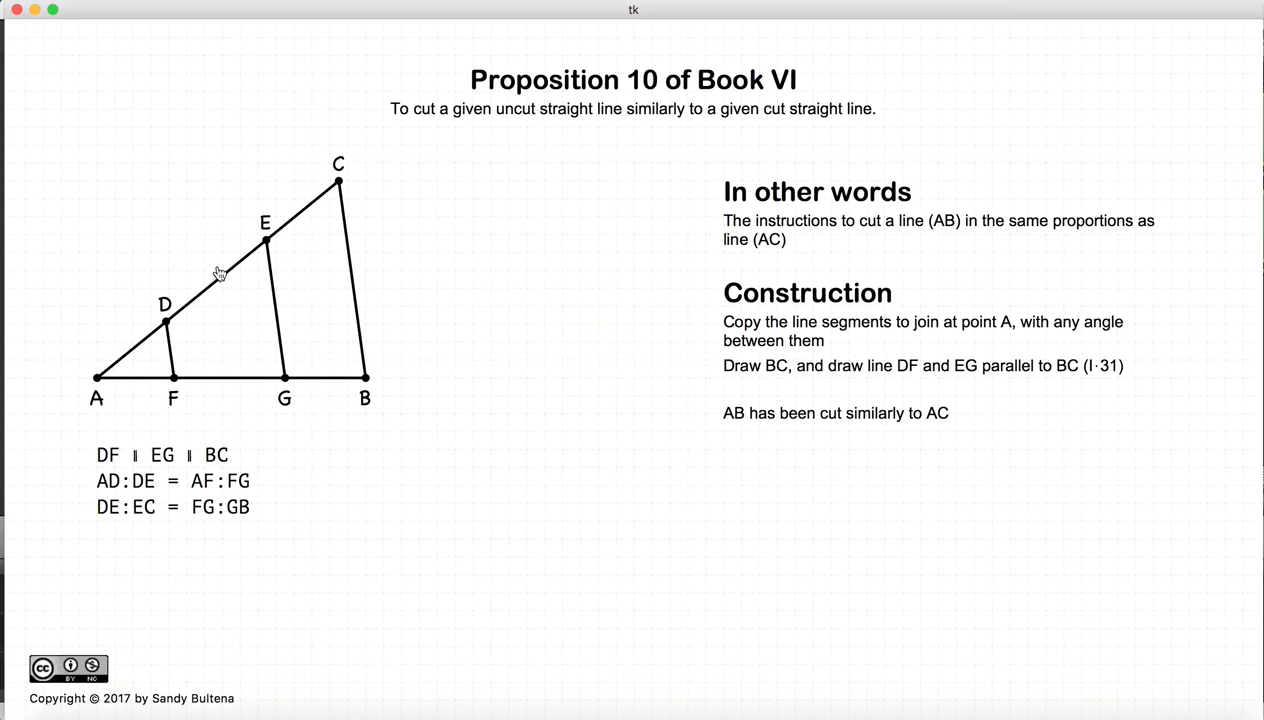 tk
Proposition 10 of Book VI
To cut a given uncut straight line similarly to a given cut straight line.
C
E
D
A
F
G
B
In other words
The instructions to cut a line (AB) in the same proportions as
line (AC)
Construction
Copy the line segments to join at point A, with any angle
between them
Draw BC, and draw line DF and EG parallel to BC (I·31)
AB has been cut similarly to AC
DF ∥ EG ∥ BC
AD:DE = AF:FG
DE:EC = FG:GB
cc
BY NC
Copyright © 2017 by Sandy Bultena